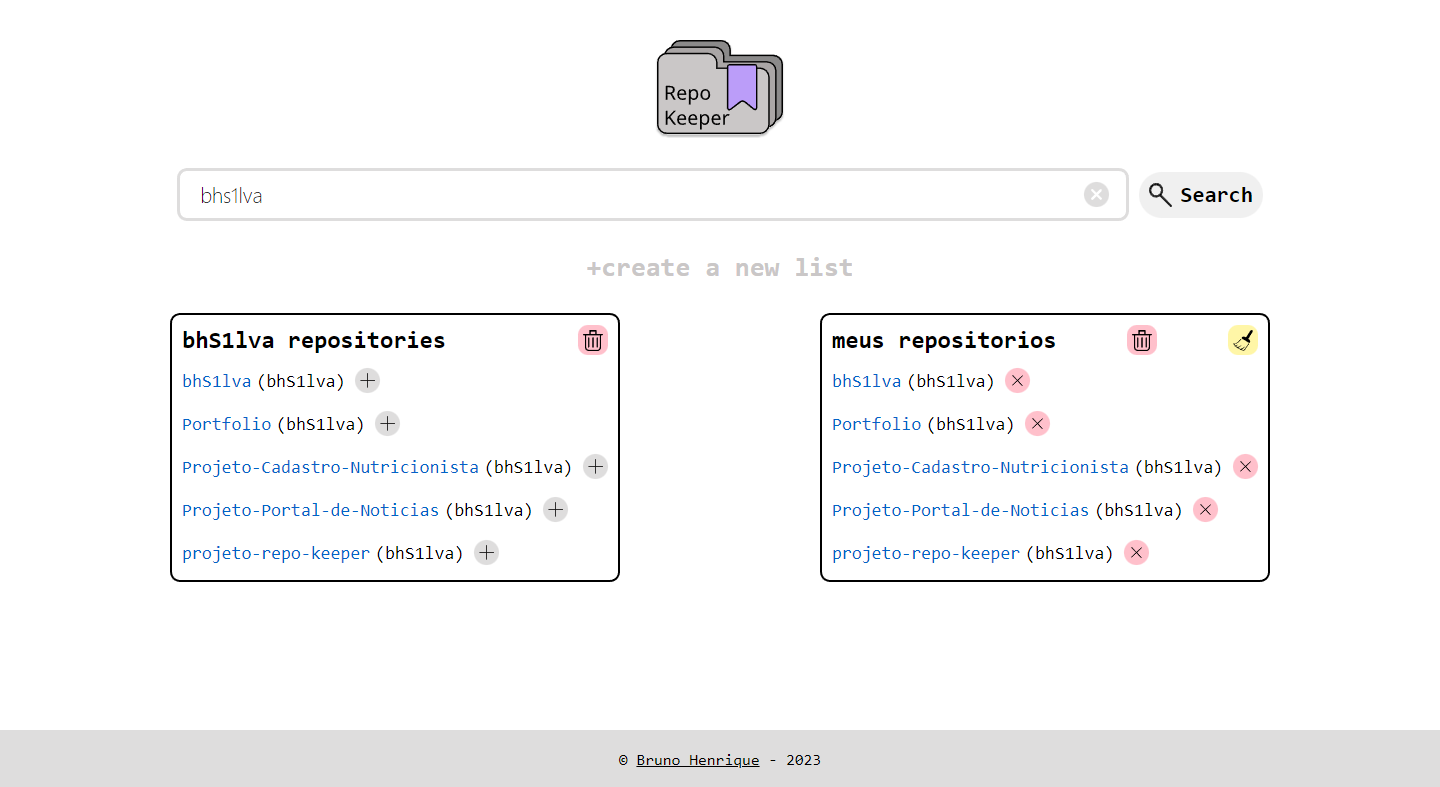 Repo
Keeper
bhs1lva
Search
+create a new list
bhS1lva repositories
bhS1lva (bhS1lva)
Portfolio (bhS1lva)
Projeto-Cadastro-Nutricionista (bhS1lva)
Projeto-Portal-de-Noticias (bhS1lva)
projeto-repo-keeper (bhS1lva)
meus repositorios
bhS1lva (bhS1lva)
Portfolio (bhS1lva)
Projeto-Cadastro-Nutricionista (bhS1lva)
Projeto-Portal-de-Noticias (bhS1lva)
projeto-repo-keeper (bhS1lva)
© Bruno Henrique - 2023